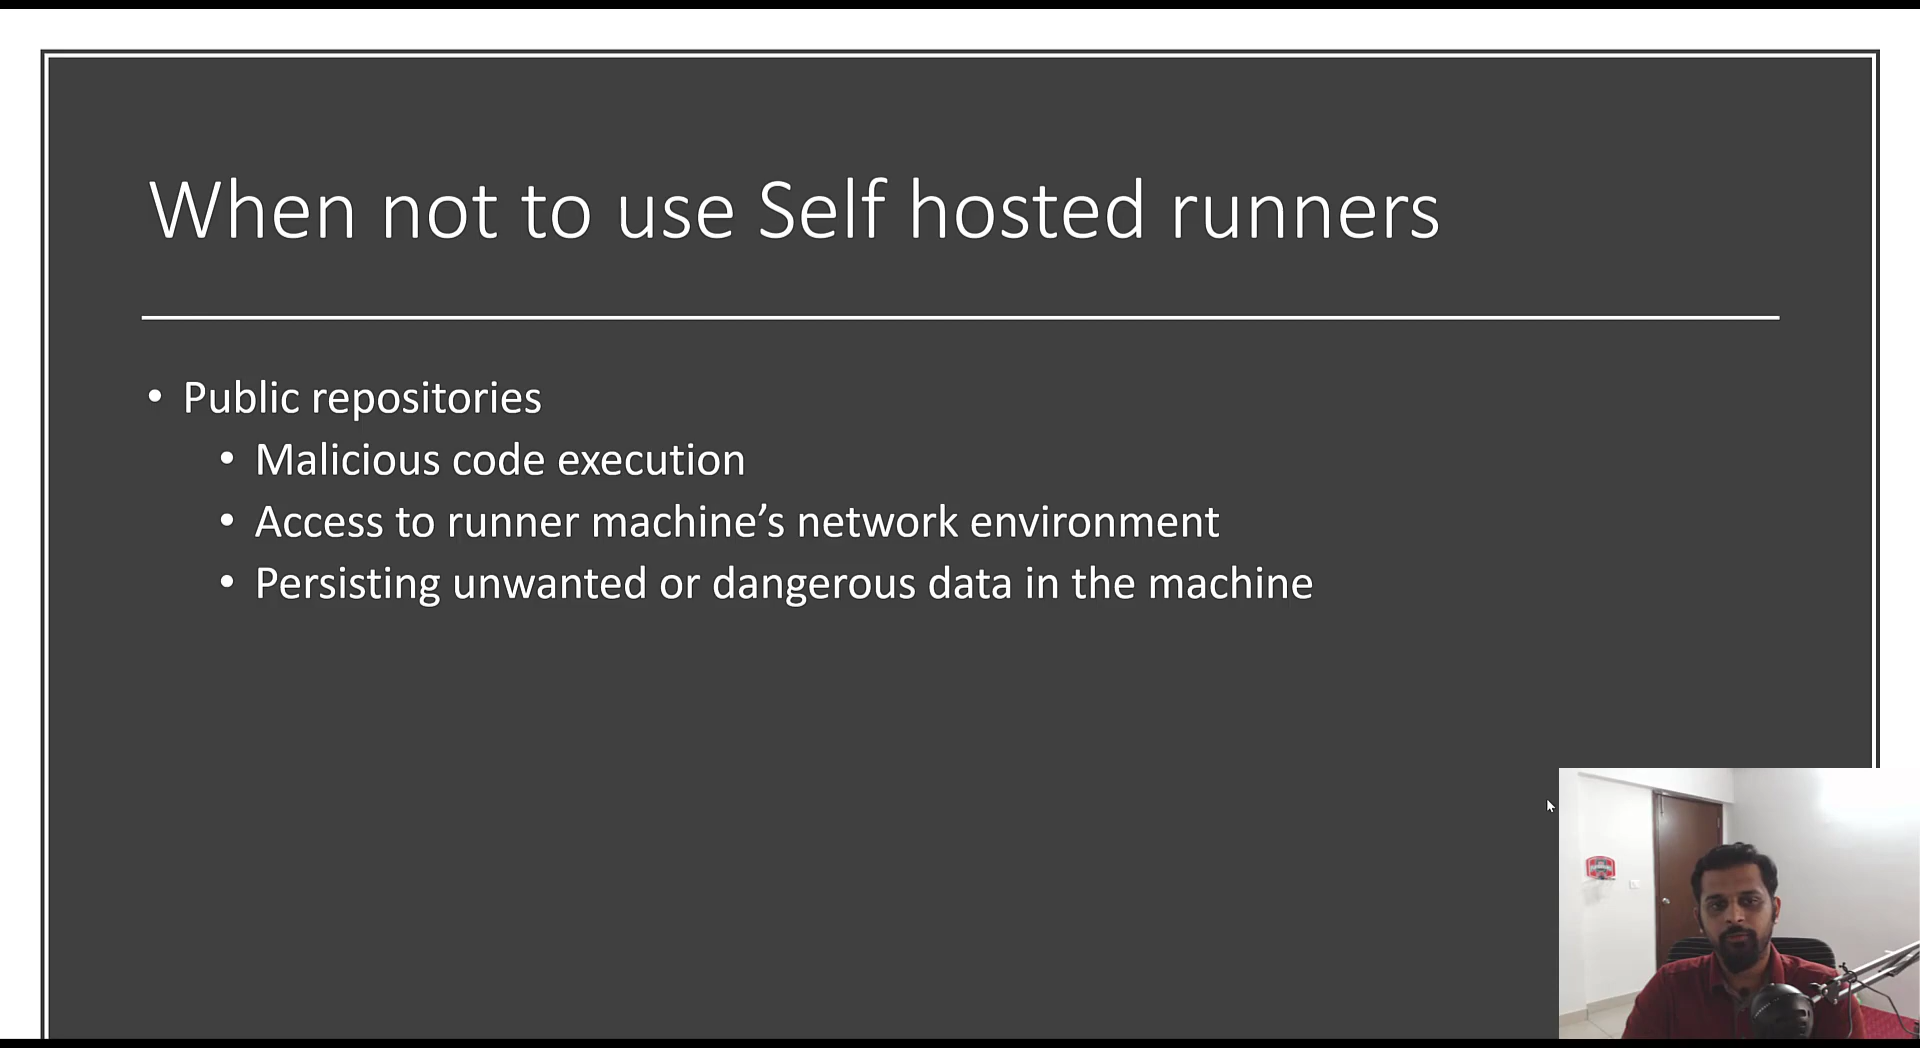 When not to use Self hosted runners
• Public repositories
• Malicious code execution
• Access to runner machine’s network environment
• Persisting unwanted or dangerous data in the machine